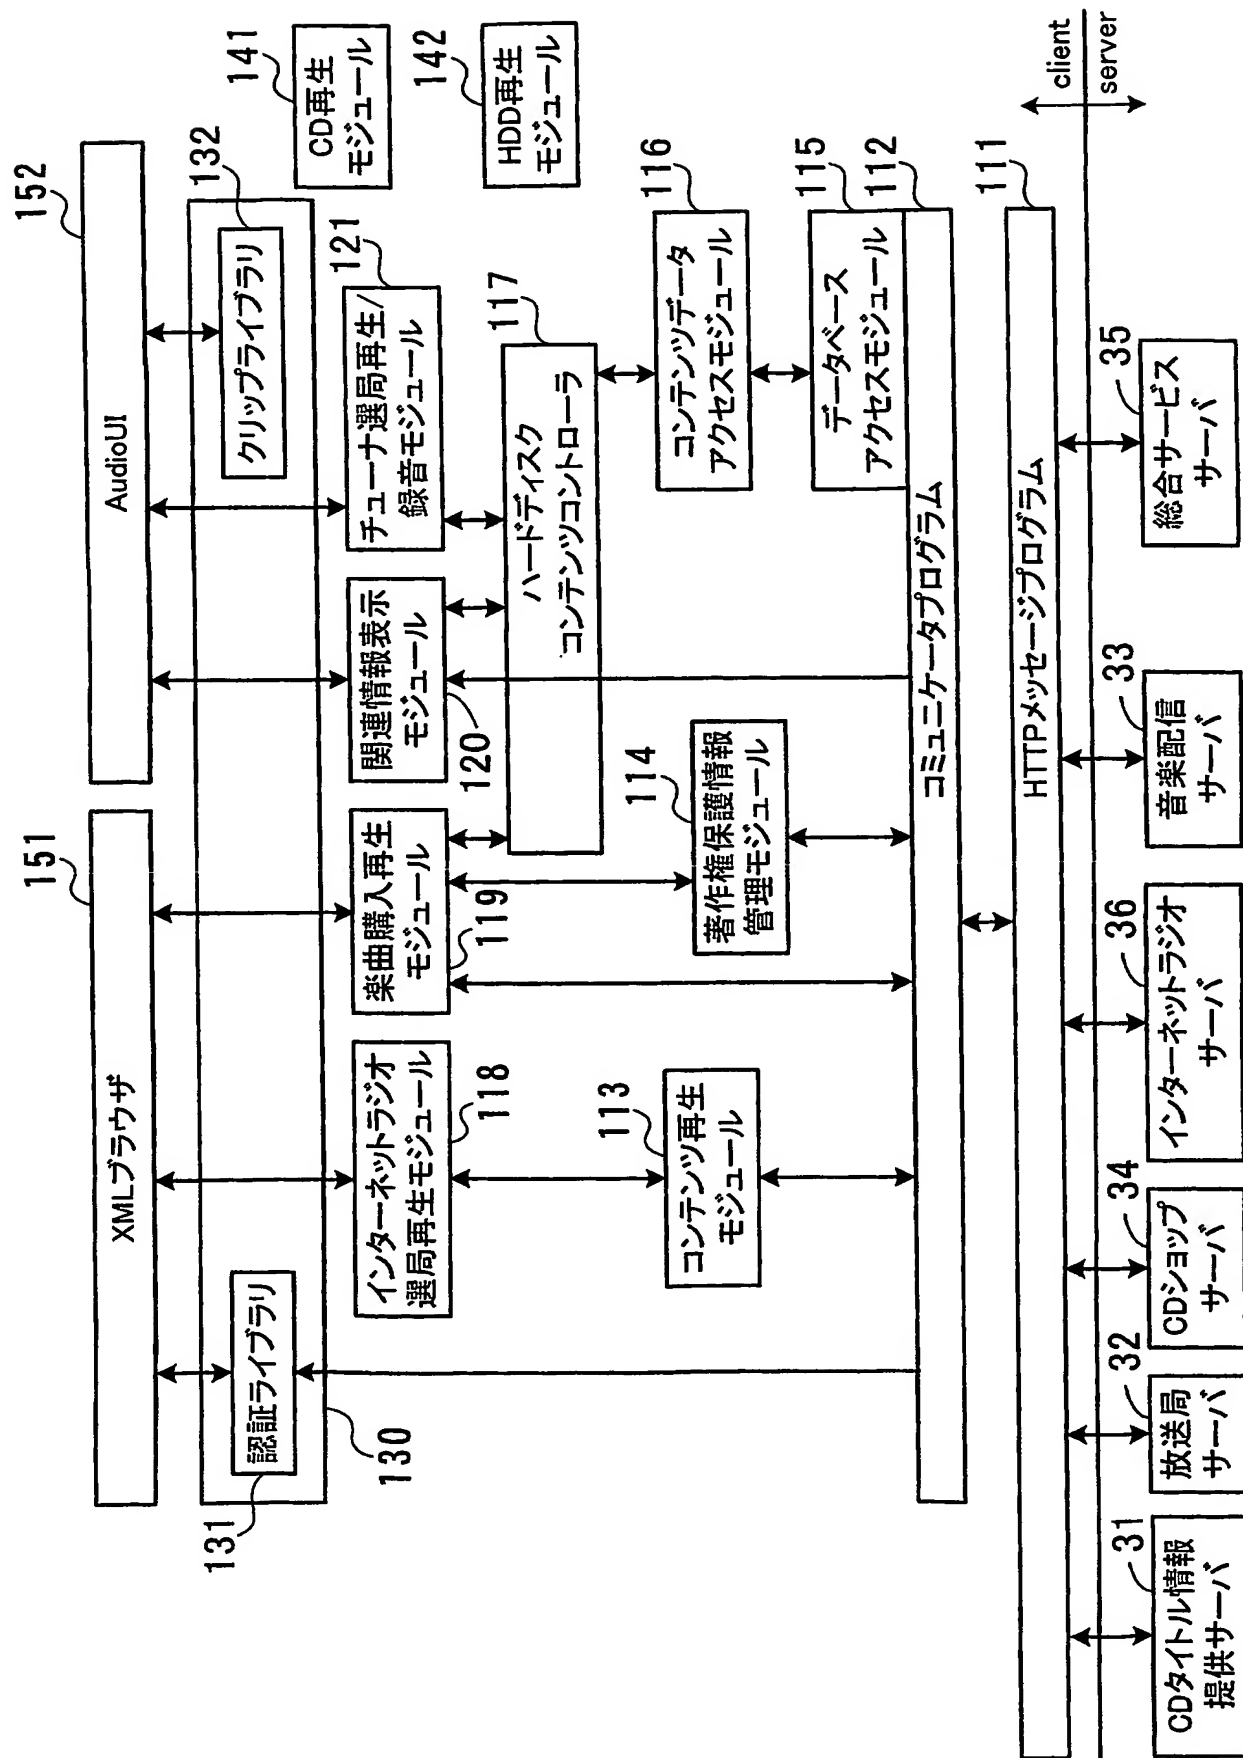 151
XMLブラウザ
152
AudioUI
131
認証ライブラリ
130
132
クリップライブラリ
141
CD再生
モジュール
142
HDD再生
モジュール
インターネットラジオ
選局再生モジュール
118
楽曲購入再生
モジュール
119
関連情報表示
モジュール
120
チューナ選局再生/
録音モジュール
121
ハードディスク
コンテンツコントローラ
117
113
コンテンツ再生
モジュール
114
著作権保護情報
管理モジュール
116
コンテンツデータ
アクセスモジュール
115
データベース
アクセスモジュール
112
コミュニケータプログラム
111
HTTPメッセージプログラム
client
server
31
CDタイトル情報
提供サーバ
32
放送局
サーバ
34
CDショップ
サーバ
36
インターネットラジオ
サーバ
33
音楽配信
サーバ
35
総合サービス
サーバ